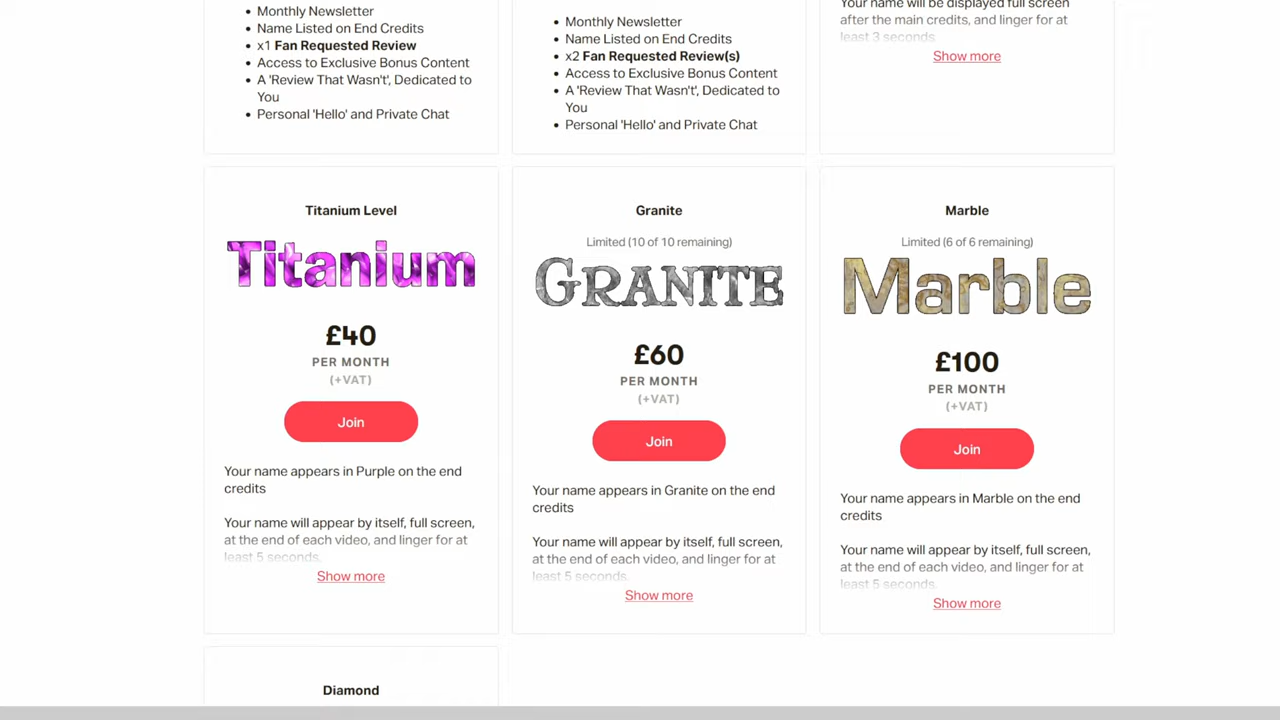 Monthly Newsletter
Name Listed on End Credits
x1 Fan Requested Review
Access to Exclusive Bonus Content
A 'Review That Wasn't', Dedicated to
You
Personal 'Hello' and Private Chat
Monthly Newsletter
Name Listed on End Credits
x2 Fan Requested Review(s)
Access to Exclusive Bonus Content
A 'Review That Wasn't', Dedicated to
You
Personal 'Hello' and Private Chat
Your name will be displayed full screen
after the main credits, and linger for at
least 3 seconds.
Show more
Titanium Level
Titanium
£40
PER MONTH
(+VAT)
Join
Your name appears in Purple on the end
credits
Your name will appear by itself, full screen,
at the end of each video, and linger for at
least 5 seconds.
Show more
Granite
Limited (10 of 10 remaining)
GRANITE
£60
PER MONTH
(+VAT)
Join
Your name appears in Granite on the end
credits
Your name will appear by itself, full screen,
at the end of each video, and linger for at
least 5 seconds.
Show more
Marble
Limited (6 of 6 remaining)
Marble
£100
PER MONTH
(+VAT)
Join
Your name appears in Marble on the end
credits
Your name will appear by itself, full screen,
at the end of each video, and linger for at
least 5 seconds.
Show more
Diamond